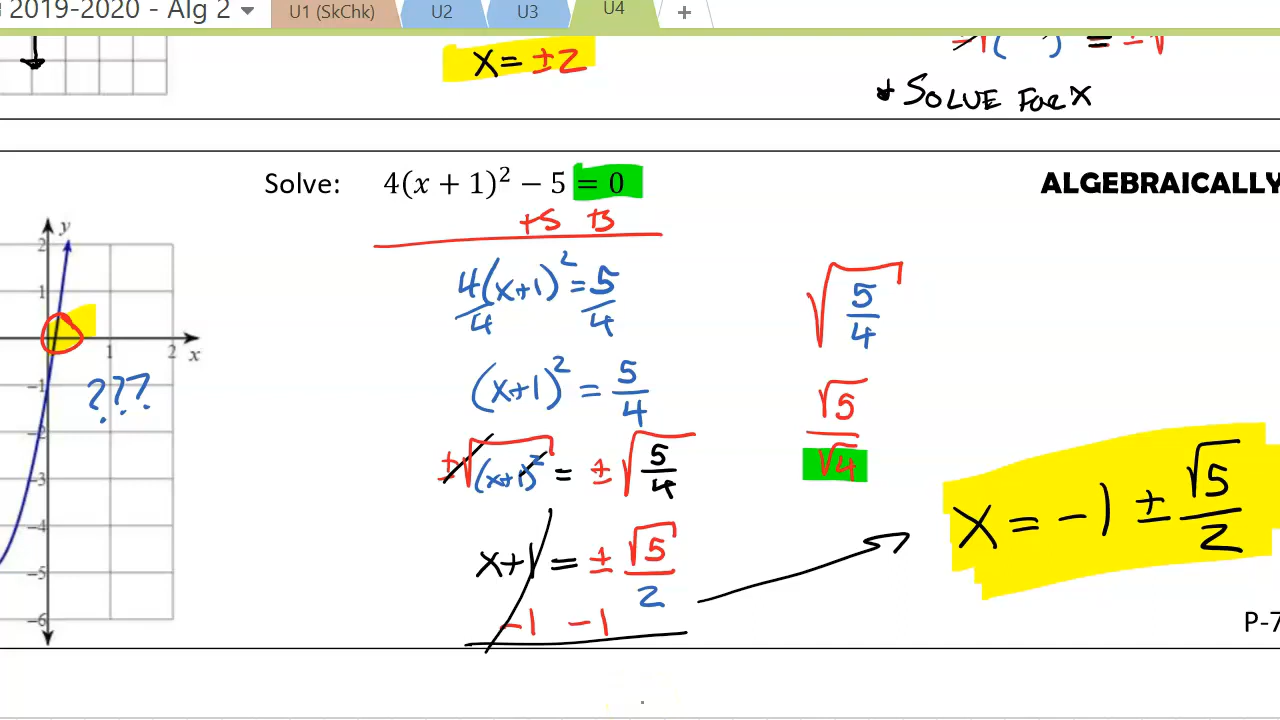 2019-2020 - Alg 2 U1 (SkChk) U2 U3 U4 +
x = ±2
* SOLVE FOR X
Solve: 4(x + 1)² − 5 = 0
ALGEBRAICALLY
+5 +5
4(x+1)² = 5
4 4
(x+1)² = 5/4
±√(x+1)² = ±√5/4
x+1 = ± √5/2
−1 −1
√5/4
√5
√4
x = −1 ± √5/2
y
2
1
1 2 x
−1
???
−2
−3
−4
−5
−6
P-7